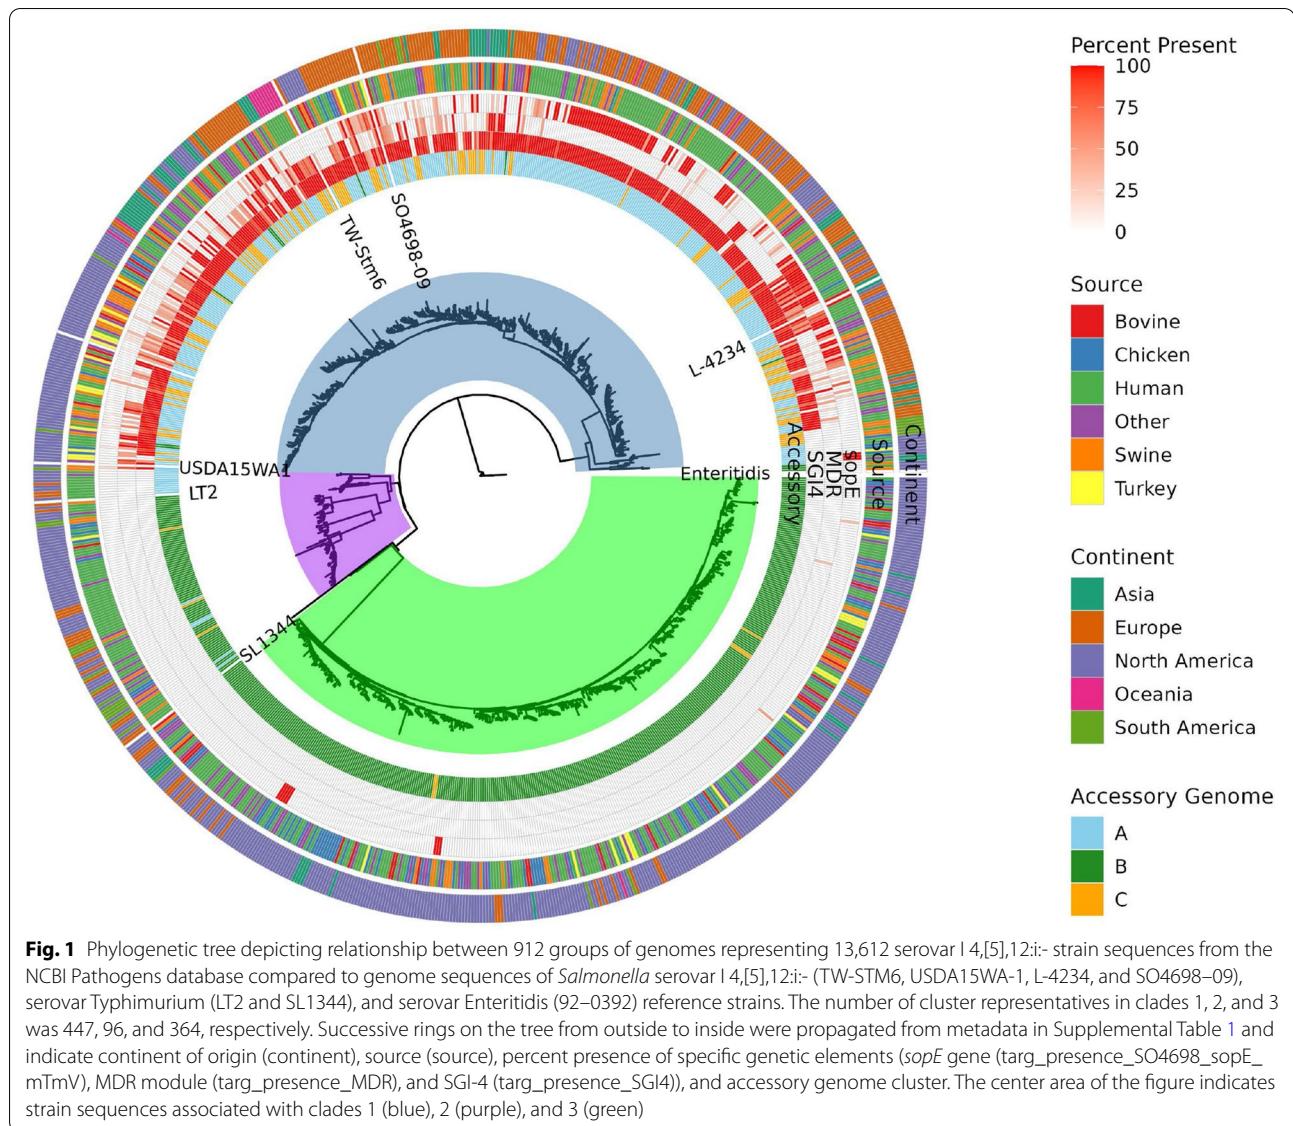 Percent Present
100
75
50
25
0
Source
Bovine
Chicken
Human
Other
Swine
Turkey
Continent
Asia
Europe
North America
Oceania
South America
Accessory Genome
A
B
C
TW-Stm6
SO4698-09
L-4234
USDA15WA1
LT2
SL1344
Enteritidis
Accessory
SGI4
MDR
sopE
Source
Continent
Fig. 1 Phylogenetic tree depicting relationship between 912 groups of genomes representing 13,612 serovar I 4,[5],12:i:- strain sequences from the
NCBI Pathogens database compared to genome sequences of Salmonella serovar I 4,[5],12:i:- (TW-STM6, USDA15WA-1, L-4234, and SO4698–09),
serovar Typhimurium (LT2 and SL1344), and serovar Enteritidis (92–0392) reference strains. The number of cluster representatives in clades 1, 2, and 3
was 447, 96, and 364, respectively. Successive rings on the tree from outside to inside were propagated from metadata in Supplemental Table 1 and
indicate continent of origin (continent), source (source), percent presence of specific genetic elements (sopE gene (targ_presence_SO4698_sopE_
mTmV), MDR module (targ_presence_MDR), and SGI-4 (targ_presence_SGI4)), and accessory genome cluster. The center area of the figure indicates
strain sequences associated with clades 1 (blue), 2 (purple), and 3 (green)